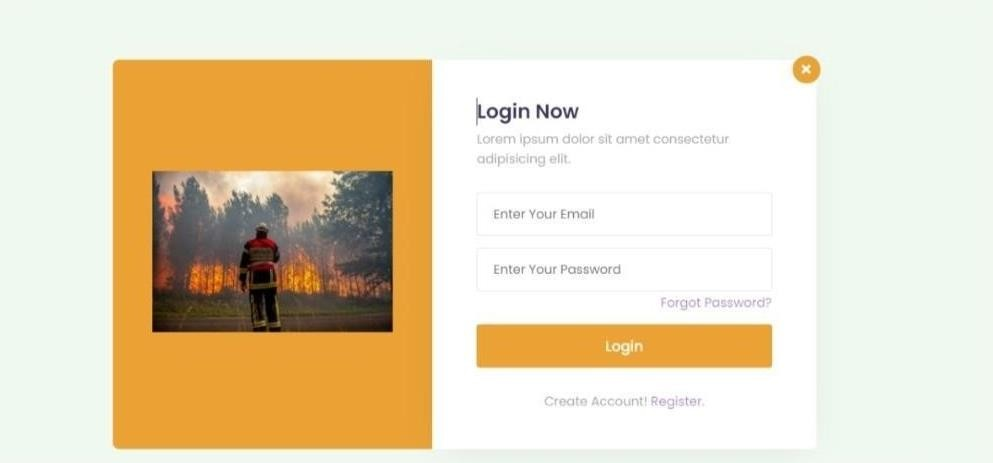 Login Now
Lorem ipsum dolor sit amet consectetur
adipisicing elit.
Enter Your Email
Enter Your Password
Forgot Password?
Login
Create Account! Register.